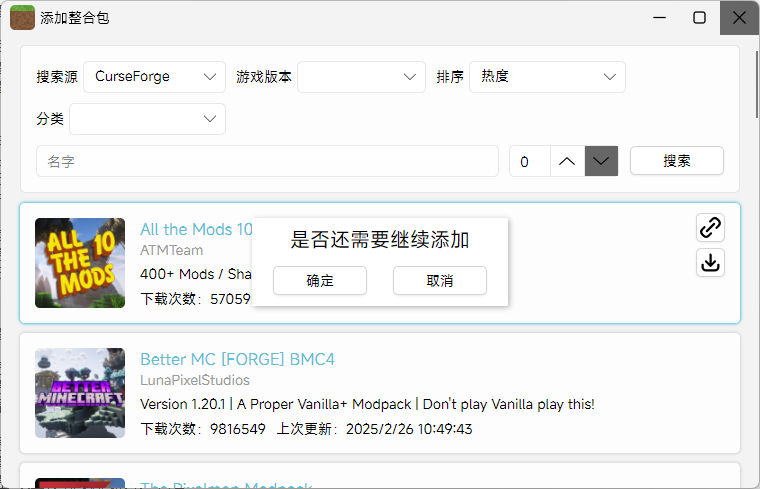 添加整合包
搜索源 CurseForge 游戏版本 排序 热度
分类
名字 0 搜索
ALL THE MODS 10
All the Mods 10
ATMTeam
400+ Mods / Sha
下载次数：57059
是否还需要继续添加
确定 取消
BETTER MINECRAFT
Better MC [FORGE] BMC4
LunaPixelStudios
Version 1.20.1 | A Proper Vanilla+ Modpack | Don't play Vanilla play this!
下载次数：9816549 上次更新：2025/2/26 10:49:43
The Pixelmon Modpack